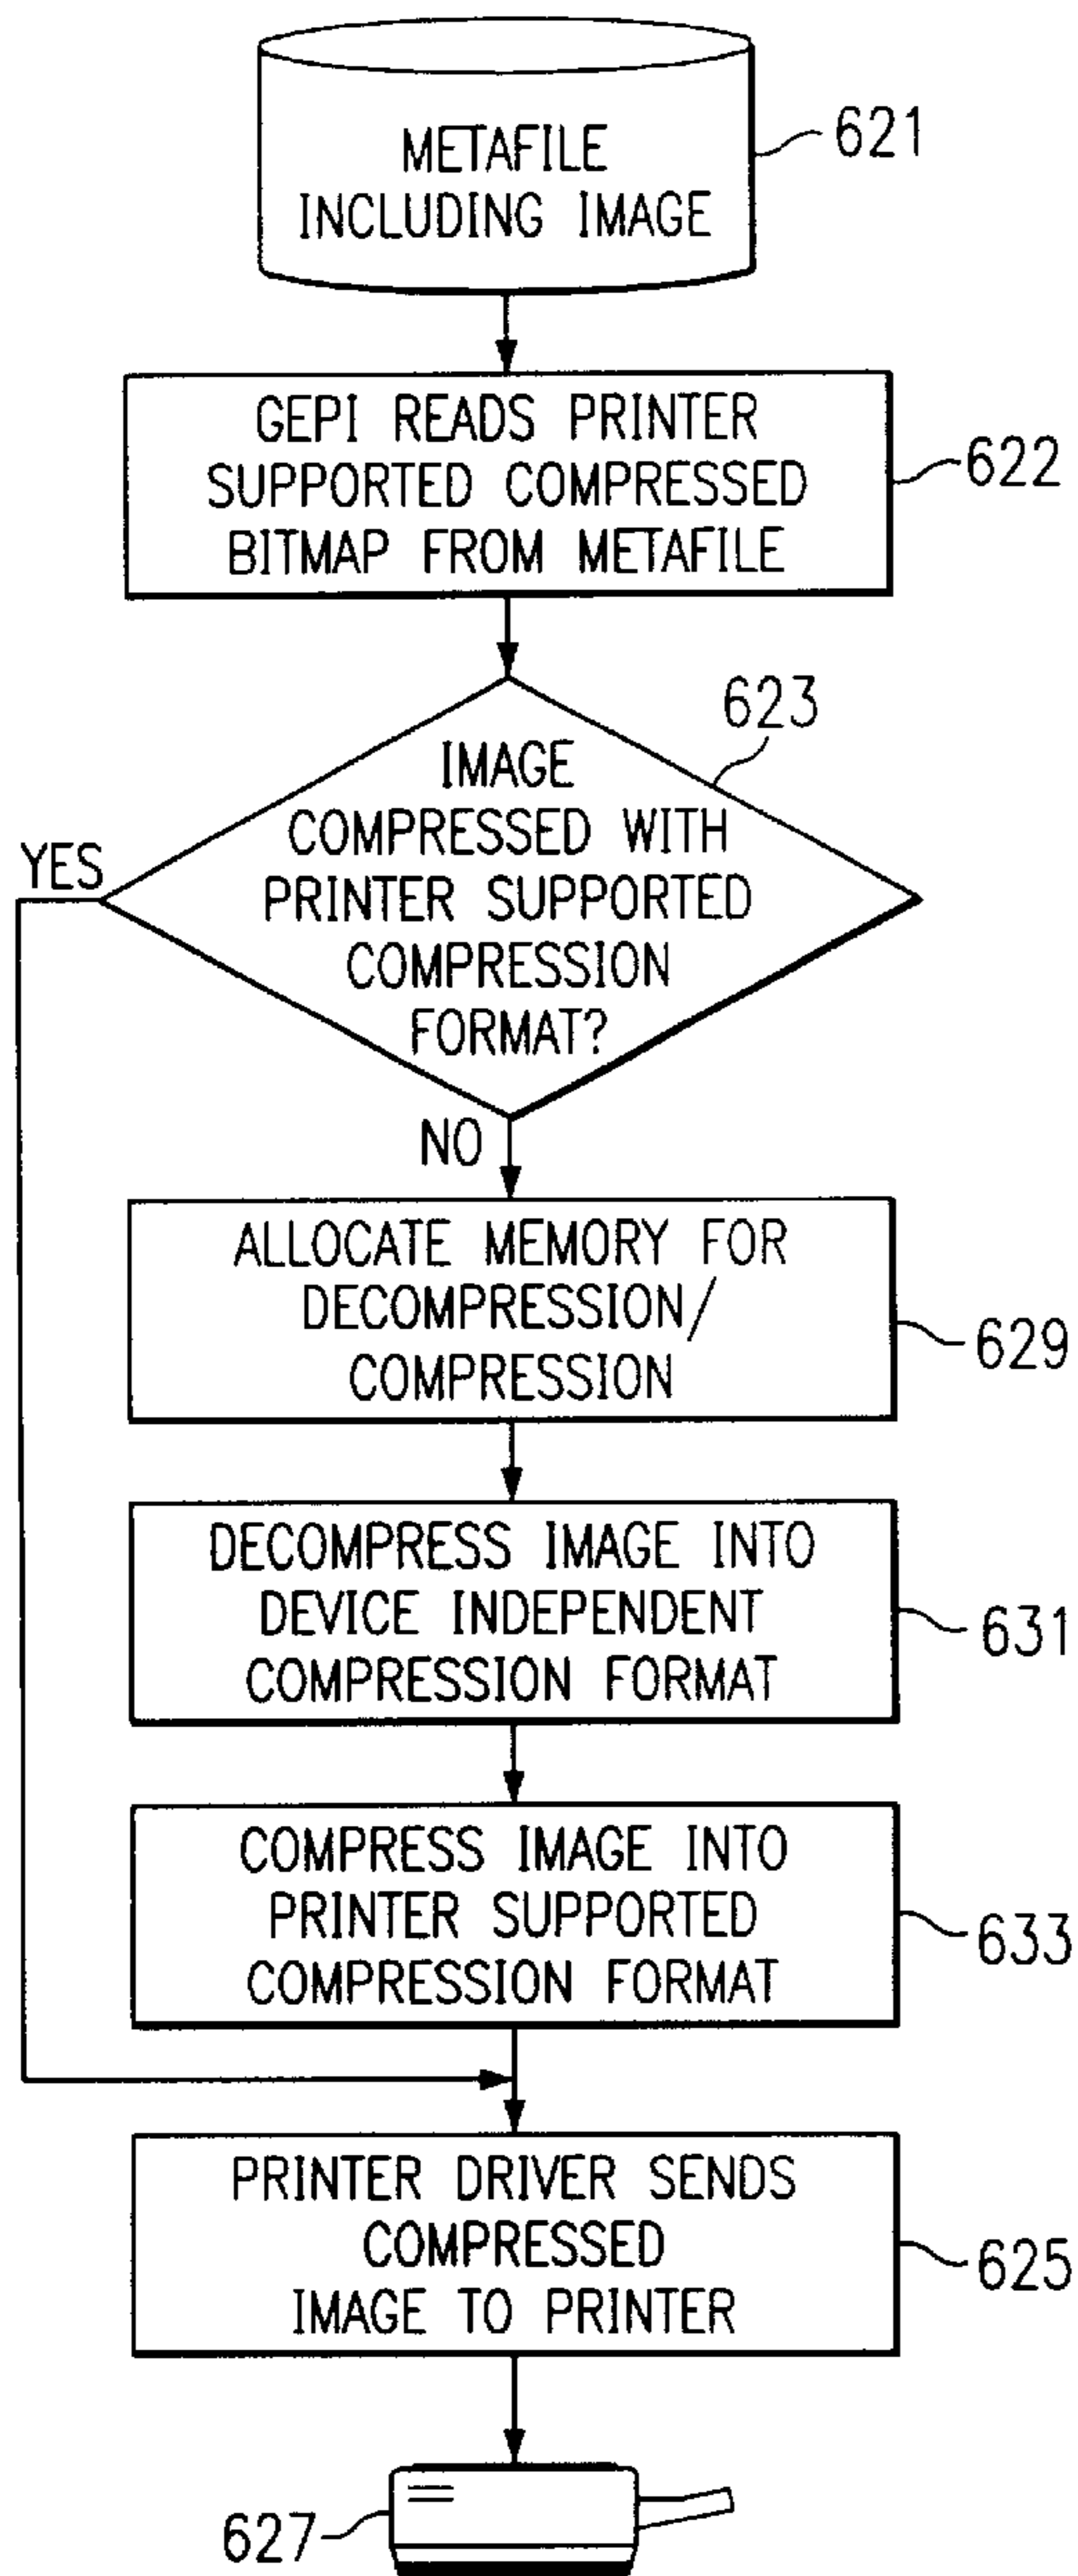 METAFILE
INCLUDING IMAGE
621
GEPI READS PRINTER
SUPPORTED COMPRESSED
BITMAP FROM METAFILE
622
623
IMAGE
COMPRESSED WITH
PRINTER SUPPORTED
COMPRESSION
FORMAT?
YES
NO
ALLOCATE MEMORY FOR
DECOMPRESSION/
COMPRESSION
629
DECOMPRESS IMAGE INTO
DEVICE INDEPENDENT
COMPRESSION FORMAT
631
COMPRESS IMAGE INTO
PRINTER SUPPORTED
COMPRESSION FORMAT
633
PRINTER DRIVER SENDS
COMPRESSED
IMAGE TO PRINTER
625
627